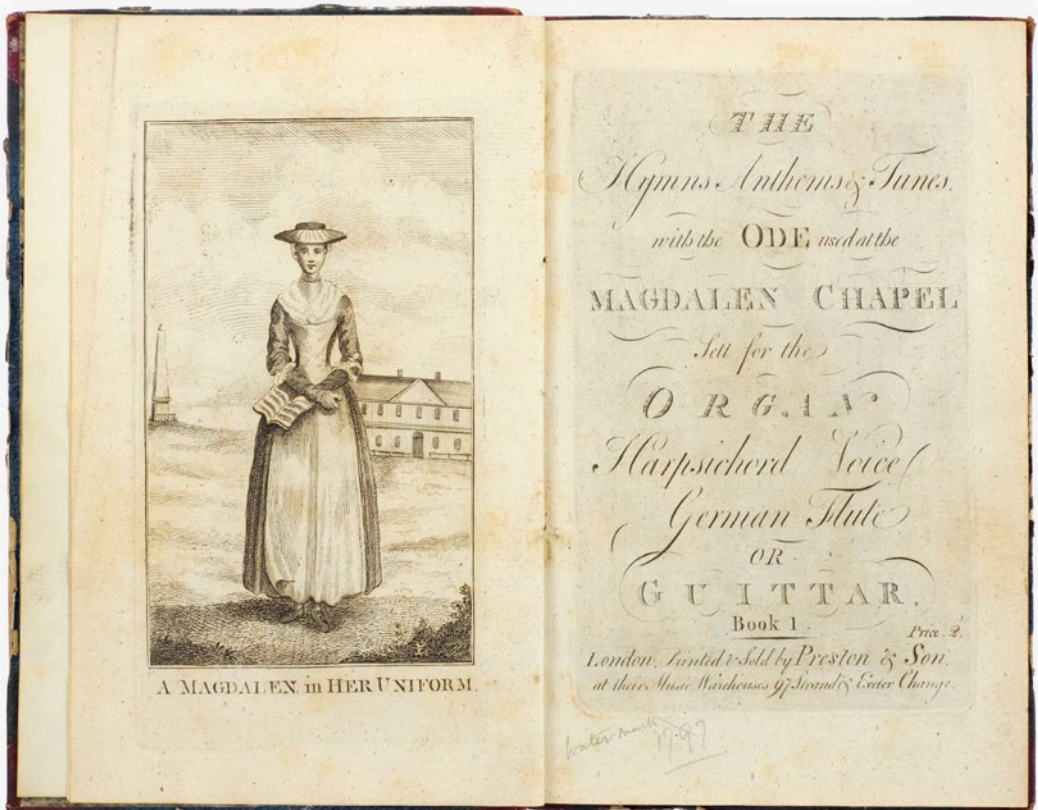 A MAGDALEN, in HER UNIFORM.
THE
Hymns Anthems & Tunes.
with the ODE used at the
MAGDALEN CHAPEL
Sett for the
ORGAN
Harpsichord Voice
German Flute
OR
GUITTAR.
Book 1.
Price. 2.s
London, Printed & Sold by Preston & Son.
at their Music Warehouses 97 Strand & Exeter Change.
Water mark
1797